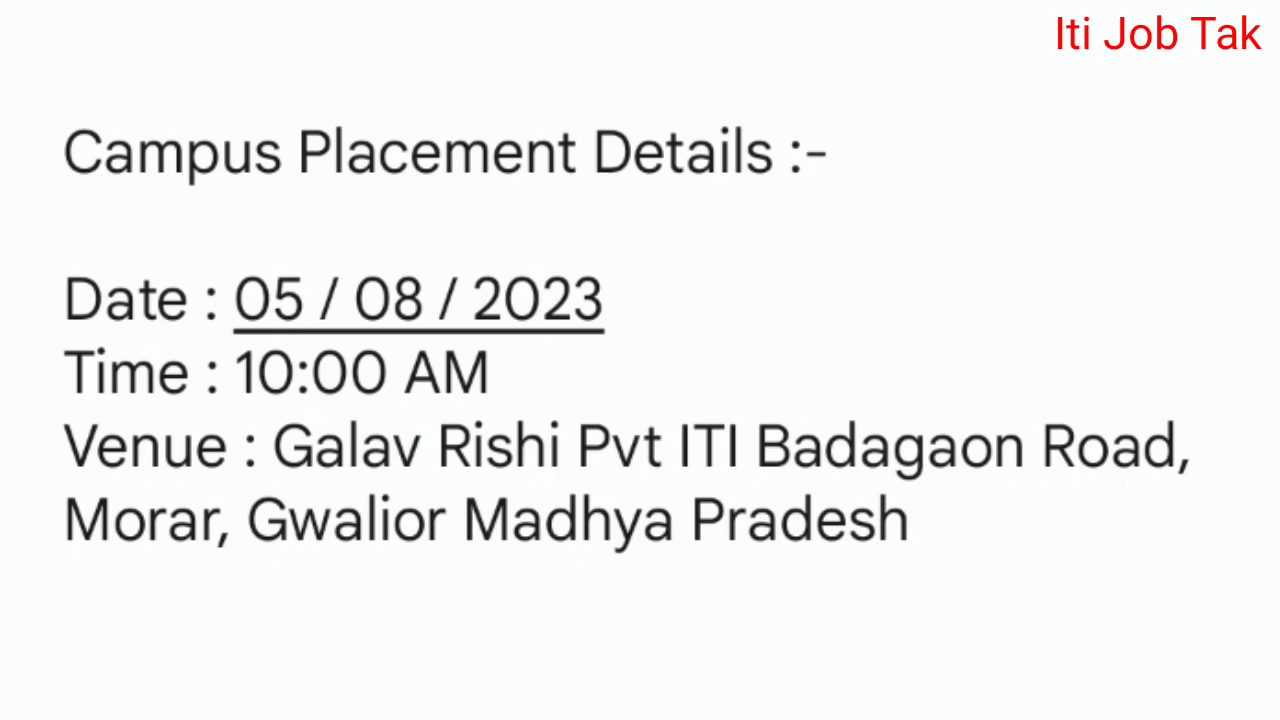 Iti Job Tak
Campus Placement Details :-
Date : 05 / 08 / 2023
Time : 10:00 AM
Venue : Galav Rishi Pvt ITI Badagaon Road,
Morar, Gwalior Madhya Pradesh